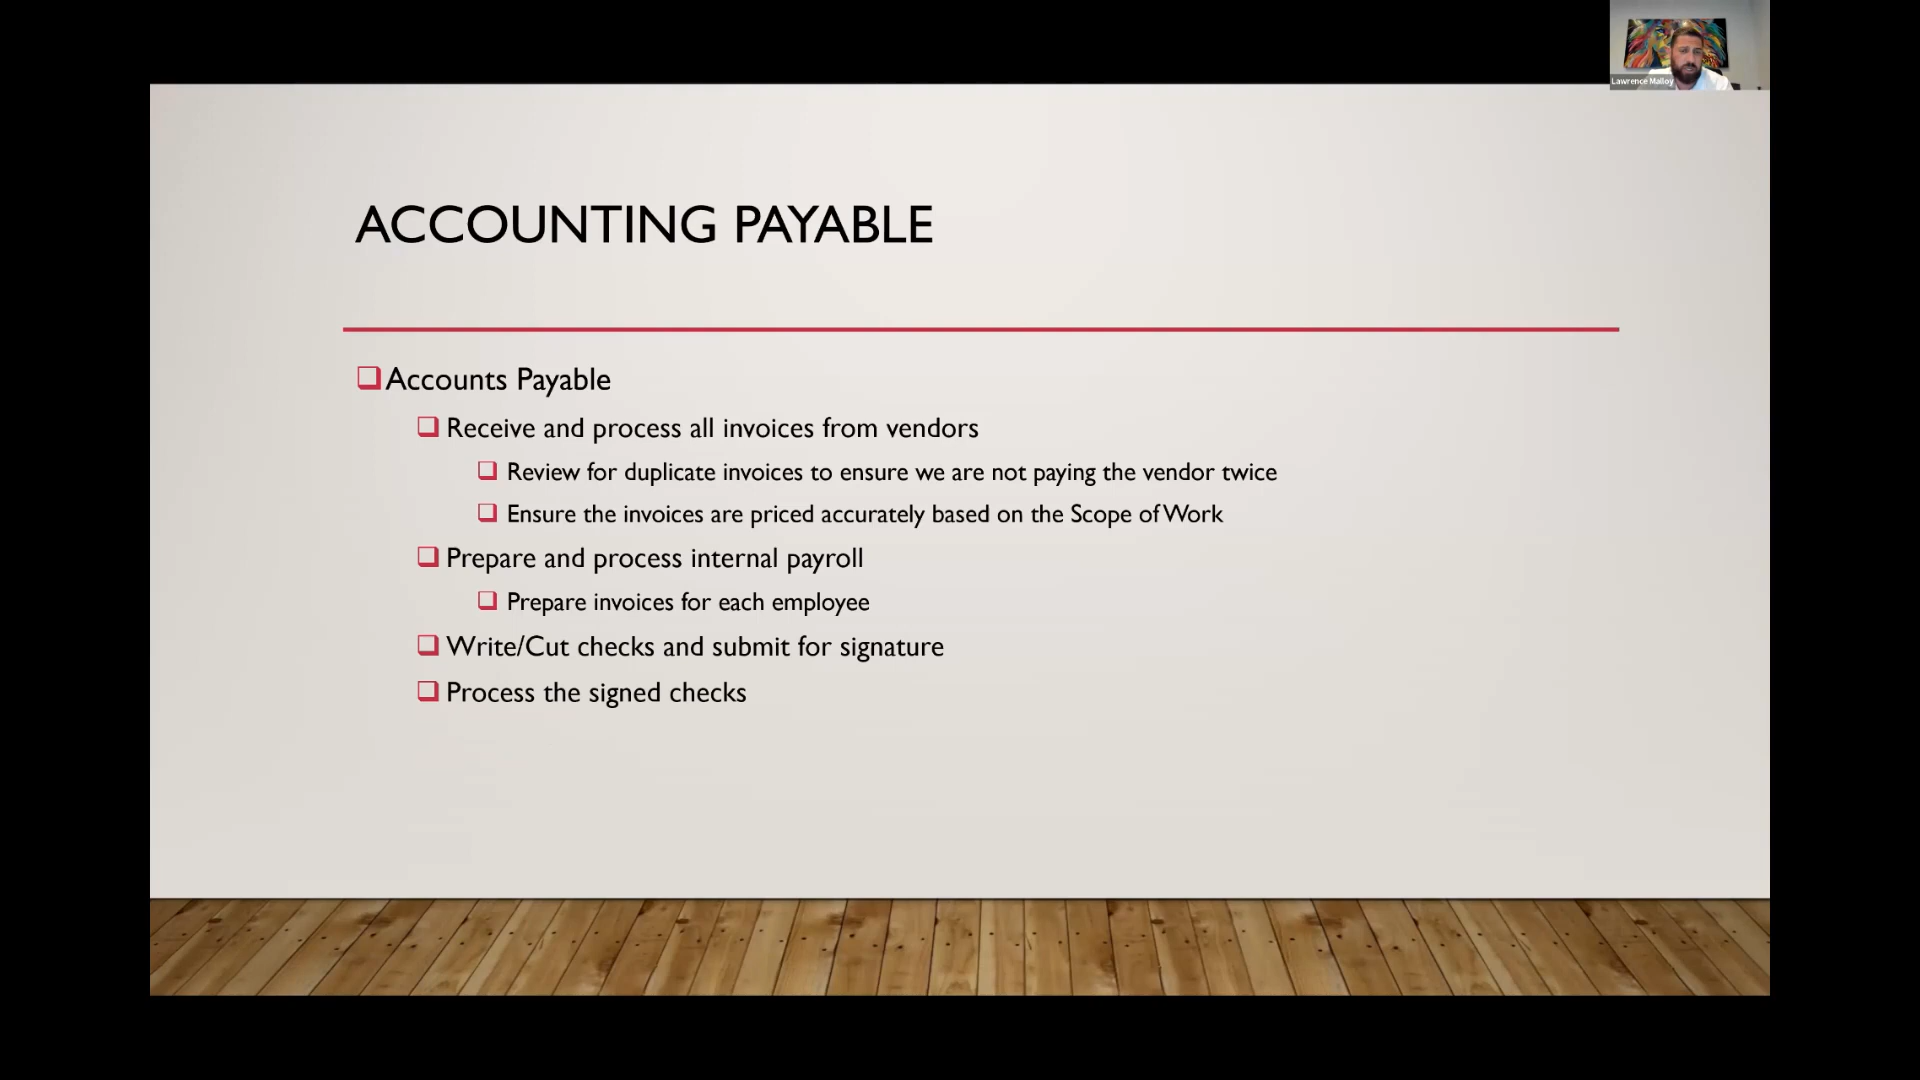 Lawrence Malloy
ACCOUNTING PAYABLE
Accounts Payable
Receive and process all invoices from vendors
Review for duplicate invoices to ensure we are not paying the vendor twice
Ensure the invoices are priced accurately based on the Scope of Work
Prepare and process internal payroll
Prepare invoices for each employee
Write/Cut checks and submit for signature
Process the signed checks